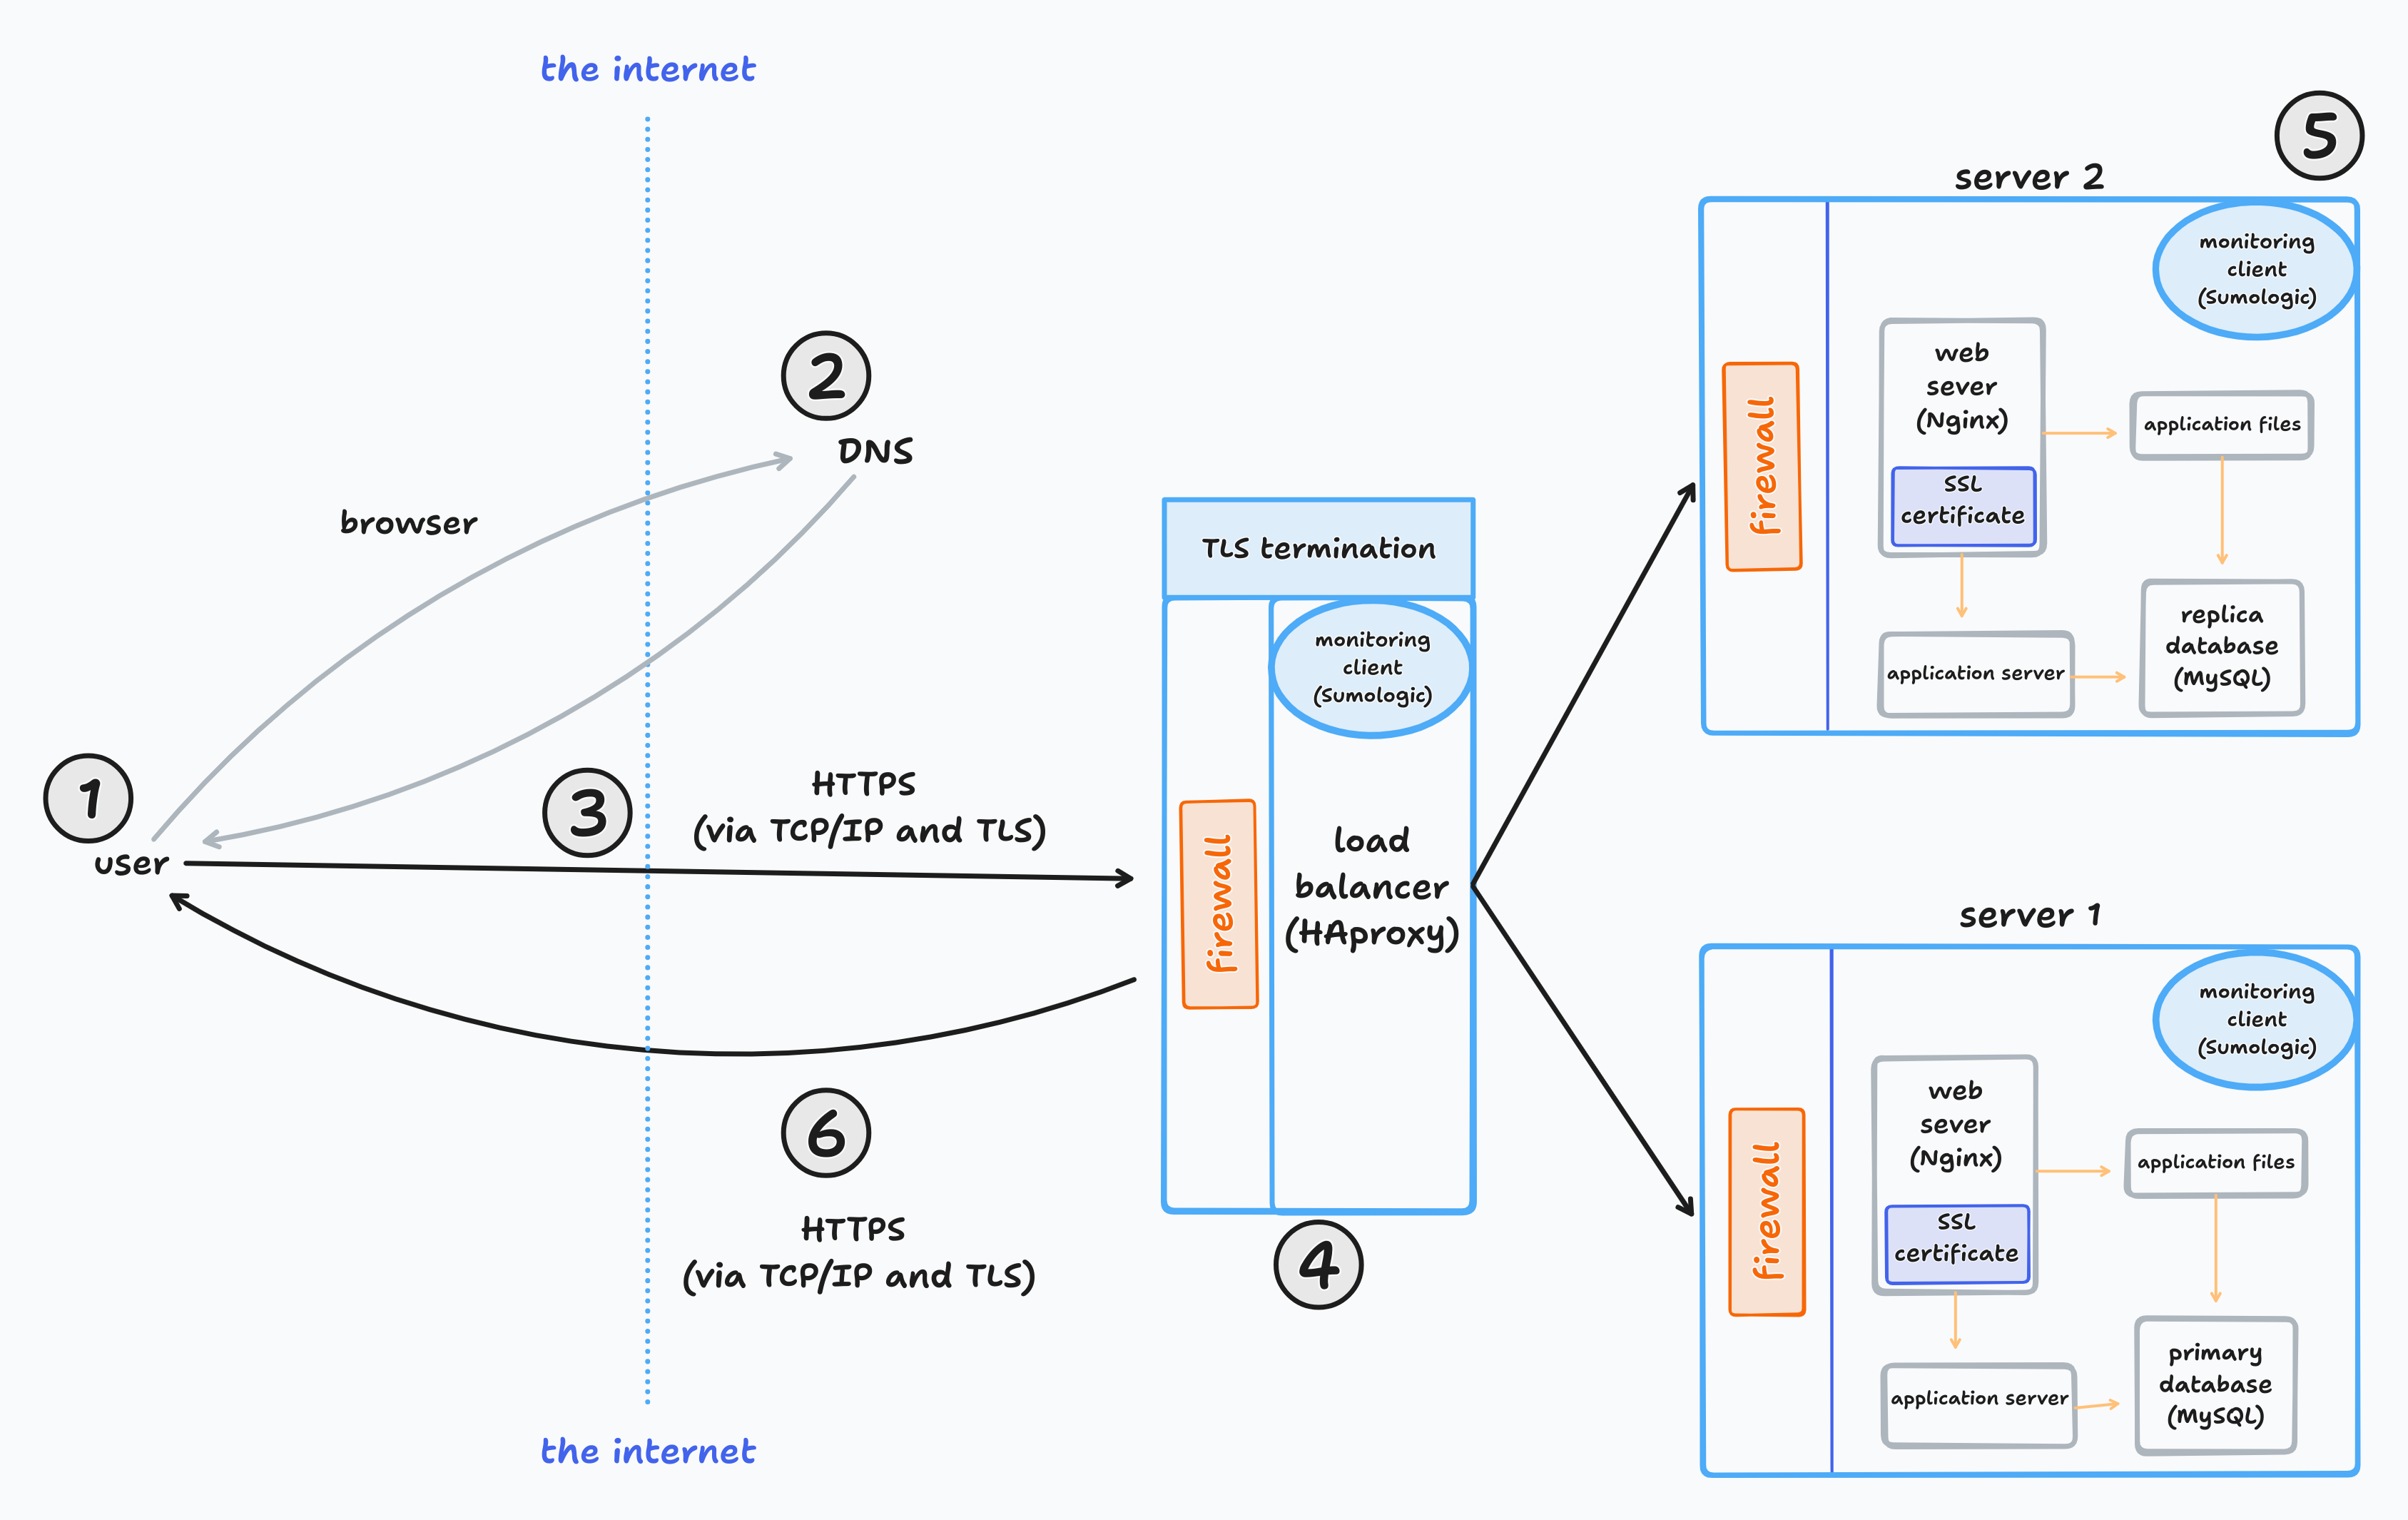 the internet
5
server 2
monitoring
client
(Sumologic)
firewall
web
sever
(Nginx)
SSL
certificate
application files
application server
replica
database
(MySQL)
2
DNS
browser
1
user
3
HTTPS
(via TCP/IP and TLS)
TLS termination
monitoring
client
(Sumologic)
firewall
load
balancer
(HAproxy)
4
6
HTTPS
(via TCP/IP and TLS)
server 1
monitoring
client
(Sumologic)
firewall
web
sever
(Nginx)
SSL
certificate
application files
application server
primary
database
(MySQL)
the internet